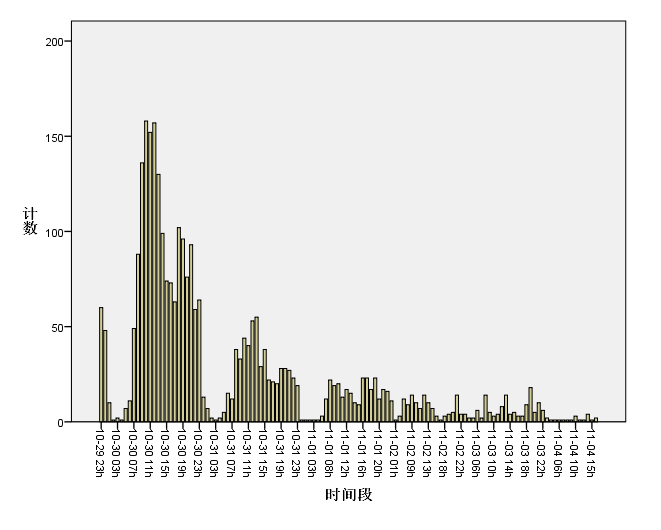 200
150
100
50
0
计数
10-29 23h
10-30 03h
10-30 07h
10-30 11h
10-30 15h
10-30 19h
10-30 23h
10-31 03h
10-31 07h
10-31 11h
10-31 15h
10-31 19h
10-31 23h
11-01 03h
11-01 08h
11-01 12h
11-01 16h
11-01 20h
11-02 01h
11-02 09h
11-02 13h
11-02 18h
11-02 22h
11-03 06h
11-03 10h
11-03 14h
11-03 18h
11-03 22h
11-04 06h
11-04 10h
11-04 15h
时间段